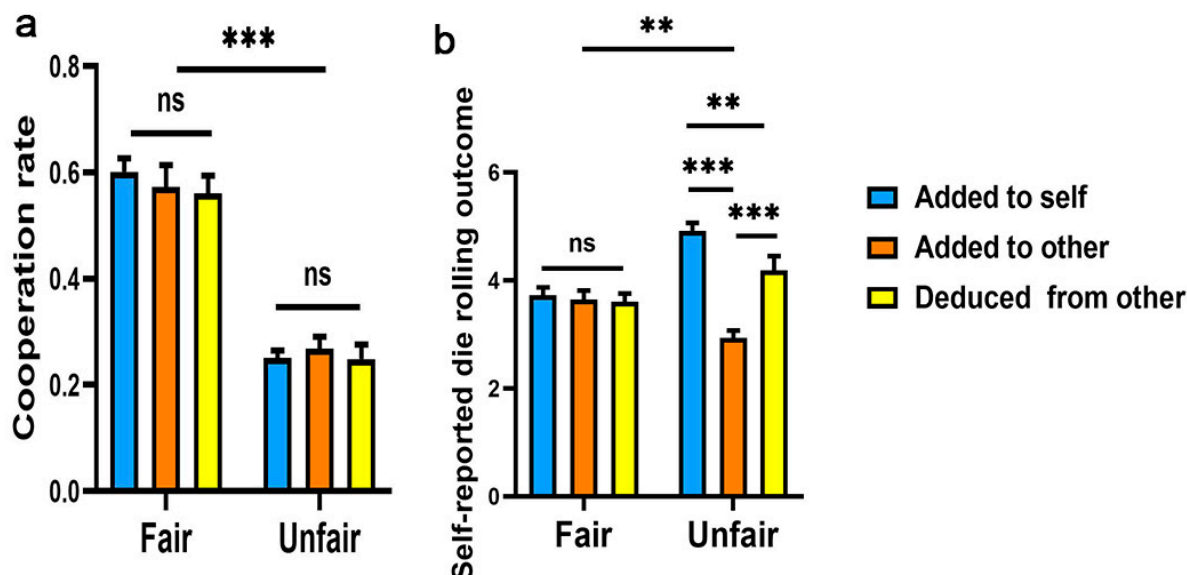 a
***
Cooperation rate
0.8
0.6
0.4
0.2
0.0
ns
ns
Fair
Unfair
b
**
**
***
***
ns
Self-reported die rolling outcome
6
4
2
0
Fair
Unfair
Added to self
Added to other
Deduced from other